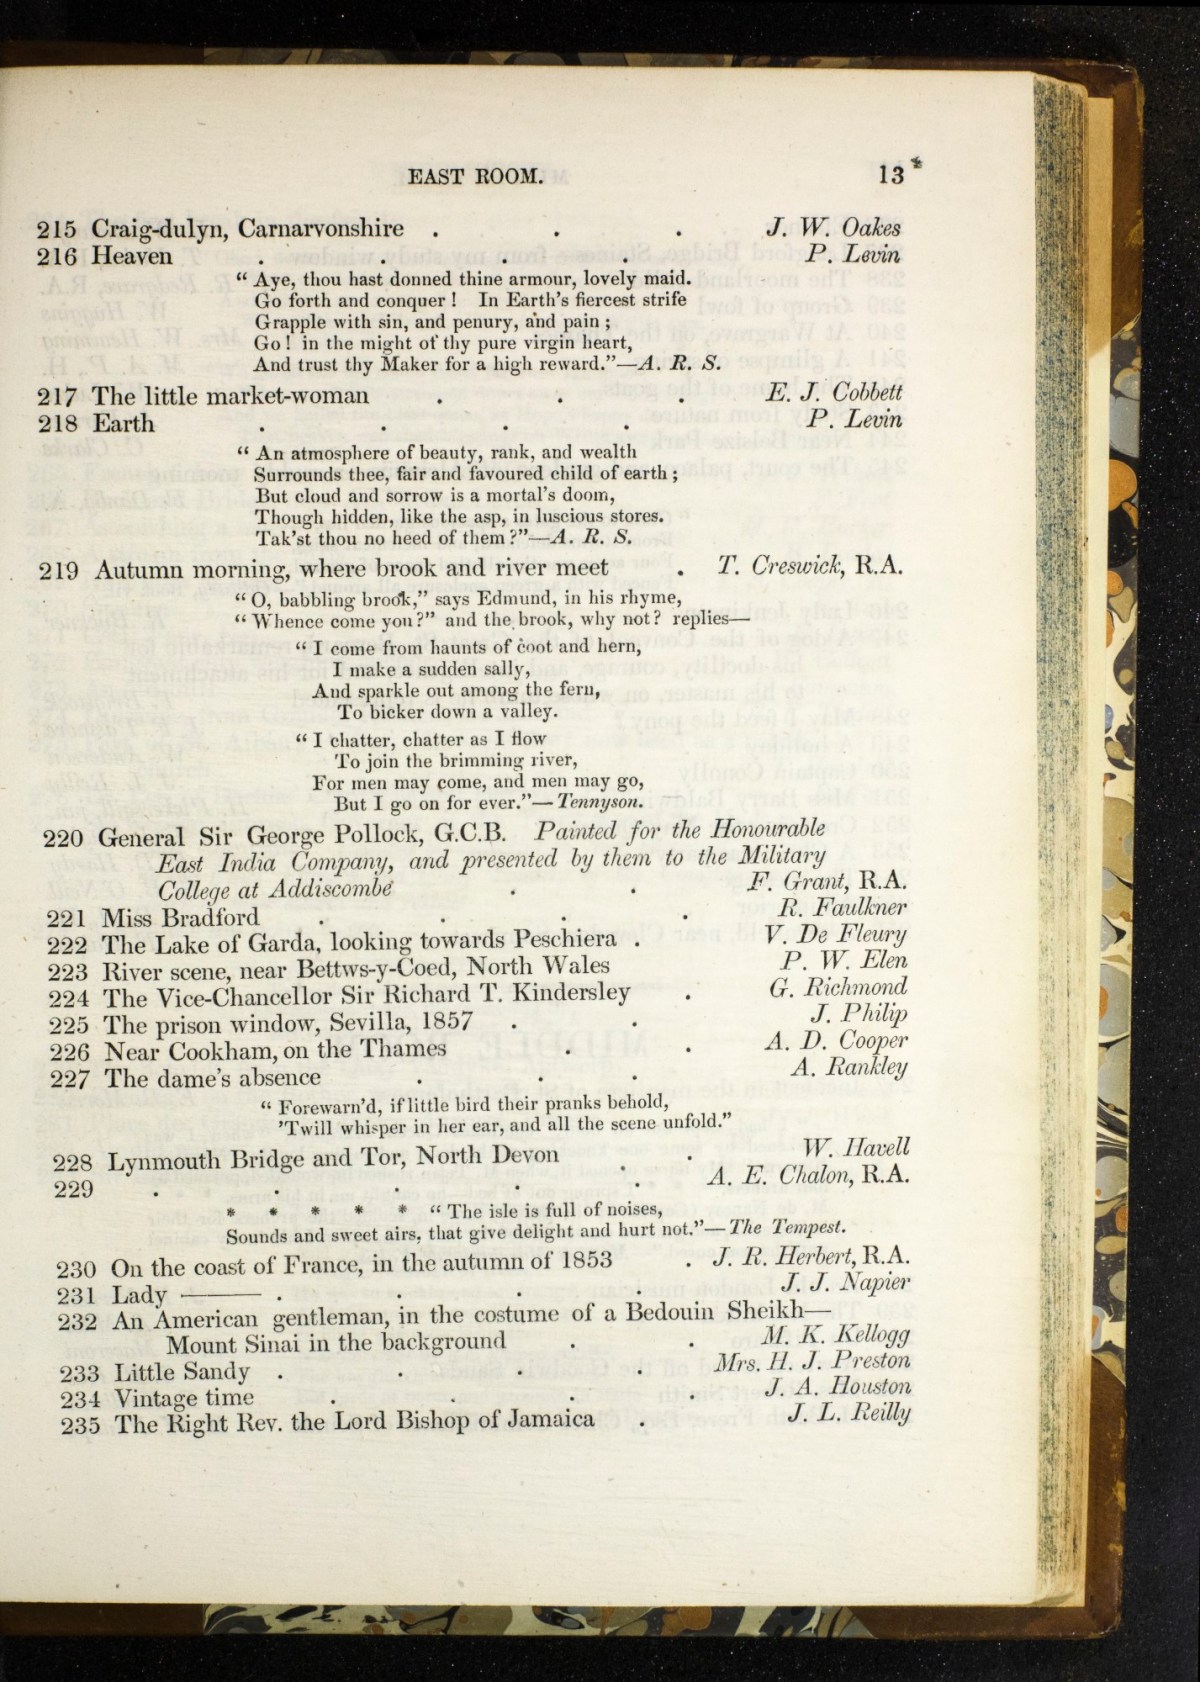 EAST ROOM. 13
215 Craig-dulyn, Carnarvonshire . . . J. W. Oakes
216 Heaven . . . . P. Levin
“ Aye, thou hast donned thine armour, lovely maid.
Go forth and conquer ! In Earth's fiercest strife
Grapple with sin, and penury, and pain ;
Go ! in the might of thy pure virgin heart,
And trust thy Maker for a high reward.”—A. R. S.
217 The little market-woman . . . E. J. Cobbett
218 Earth . . . . P. Levin
“ An atmosphere of beauty, rank, and wealth
Surrounds thee, fair and favoured child of earth ;
But cloud and sorrow is a mortal's doom,
Though hidden, like the asp, in luscious stores.
Tak'st thou no heed of them ?”—A. R. S.
219 Autumn morning, where brook and river meet . T. Creswick, R.A.
“ O, babbling brook,” says Edmund, in his rhyme,
“ Whence come you ?” and the brook, why not ? replies—
“ I come from haunts of coot and hern,
I make a sudden sally,
And sparkle out among the fern,
To bicker down a valley.
“ I chatter, chatter as I flow
To join the brimming river,
For men may come, and men may go,
But I go on for ever.”—Tennyson.
220 General Sir George Pollock, G.C.B. Painted for the Honourable
East India Company, and presented by them to the Military
College at Addiscombe . . F. Grant, R.A.
221 Miss Bradford . . . . R. Faulkner
222 The Lake of Garda, looking towards Peschiera . V. De Fleury
223 River scene, near Bettws-y-Coed, North Wales P. W. Elen
224 The Vice-Chancellor Sir Richard T. Kindersley . G. Richmond
225 The prison window, Sevilla, 1857 . . J. Philip
226 Near Cookham, on the Thames . . A. D. Cooper
227 The dame's absence . . . A. Rankley
“ Forewarn'd, if little bird their pranks behold,
'Twill whisper in her ear, and all the scene unfold.”
228 Lynmouth Bridge and Tor, North Devon . W. Havell
229 . . . . . A. E. Chalon, R.A.
* * * * * “ The isle is full of noises,
Sounds and sweet airs, that give delight and hurt not.”—The Tempest.
230 On the coast of France, in the autumn of 1853 . J. R. Herbert, R.A.
231 Lady ——— . . . . J. J. Napier
232 An American gentleman, in the costume of a Bedouin Sheikh—
Mount Sinai in the background . . M. K. Kellogg
233 Little Sandy . . . . Mrs. H. J. Preston
234 Vintage time . . . . J. A. Houston
235 The Right Rev. the Lord Bishop of Jamaica . J. L. Reilly